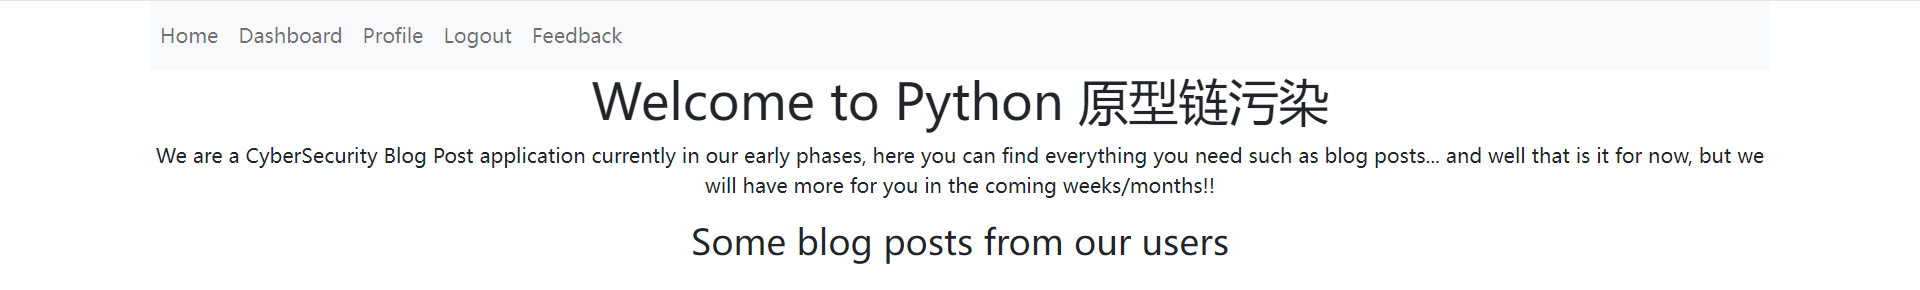 Home Dashboard Profile Logout Feedback
Welcome to Python 原型链污染
We are a CyberSecurity Blog Post application currently in our early phases, here you can find everything you need such as blog posts... and well that is it for now, but we
will have more for you in the coming weeks/months!!
Some blog posts from our users